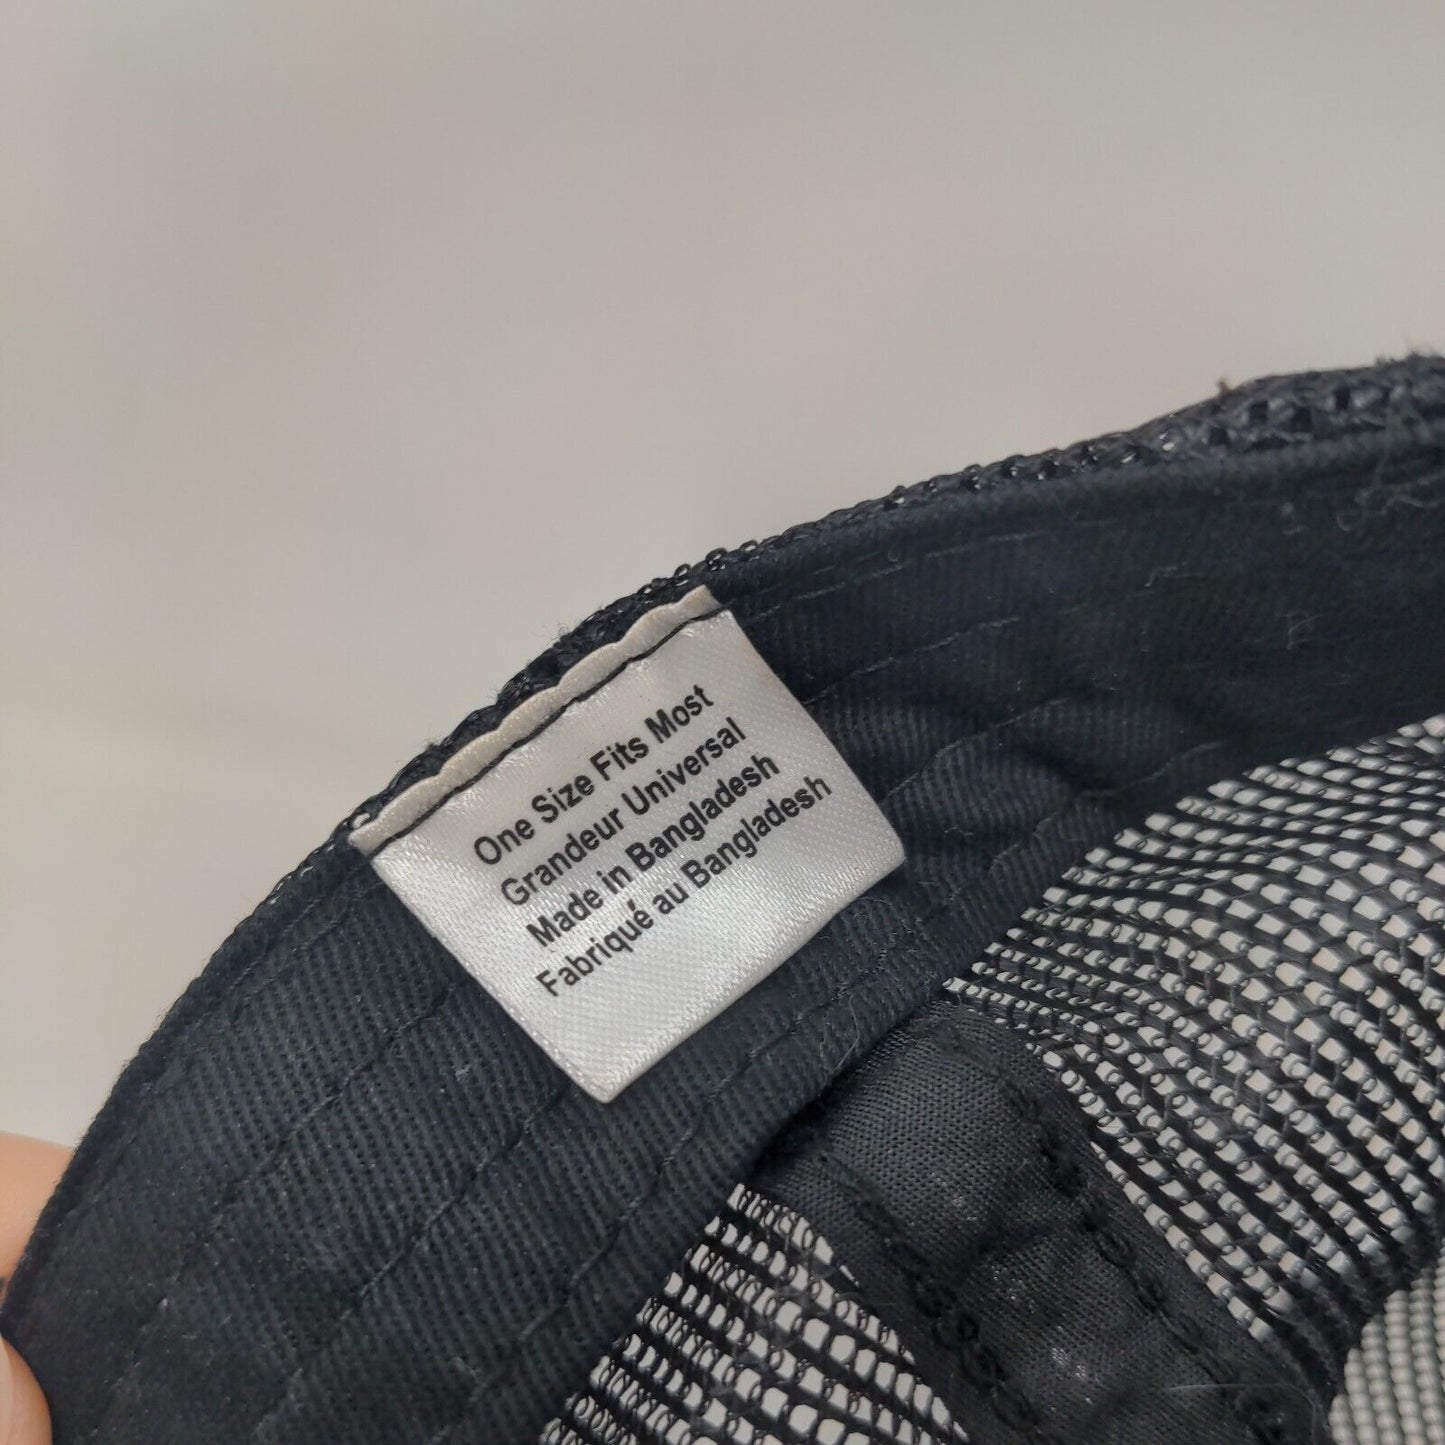 One Size Fits Most
Grandeur Universal
Made in Bangladesh
Fabriqué au Bangladesh